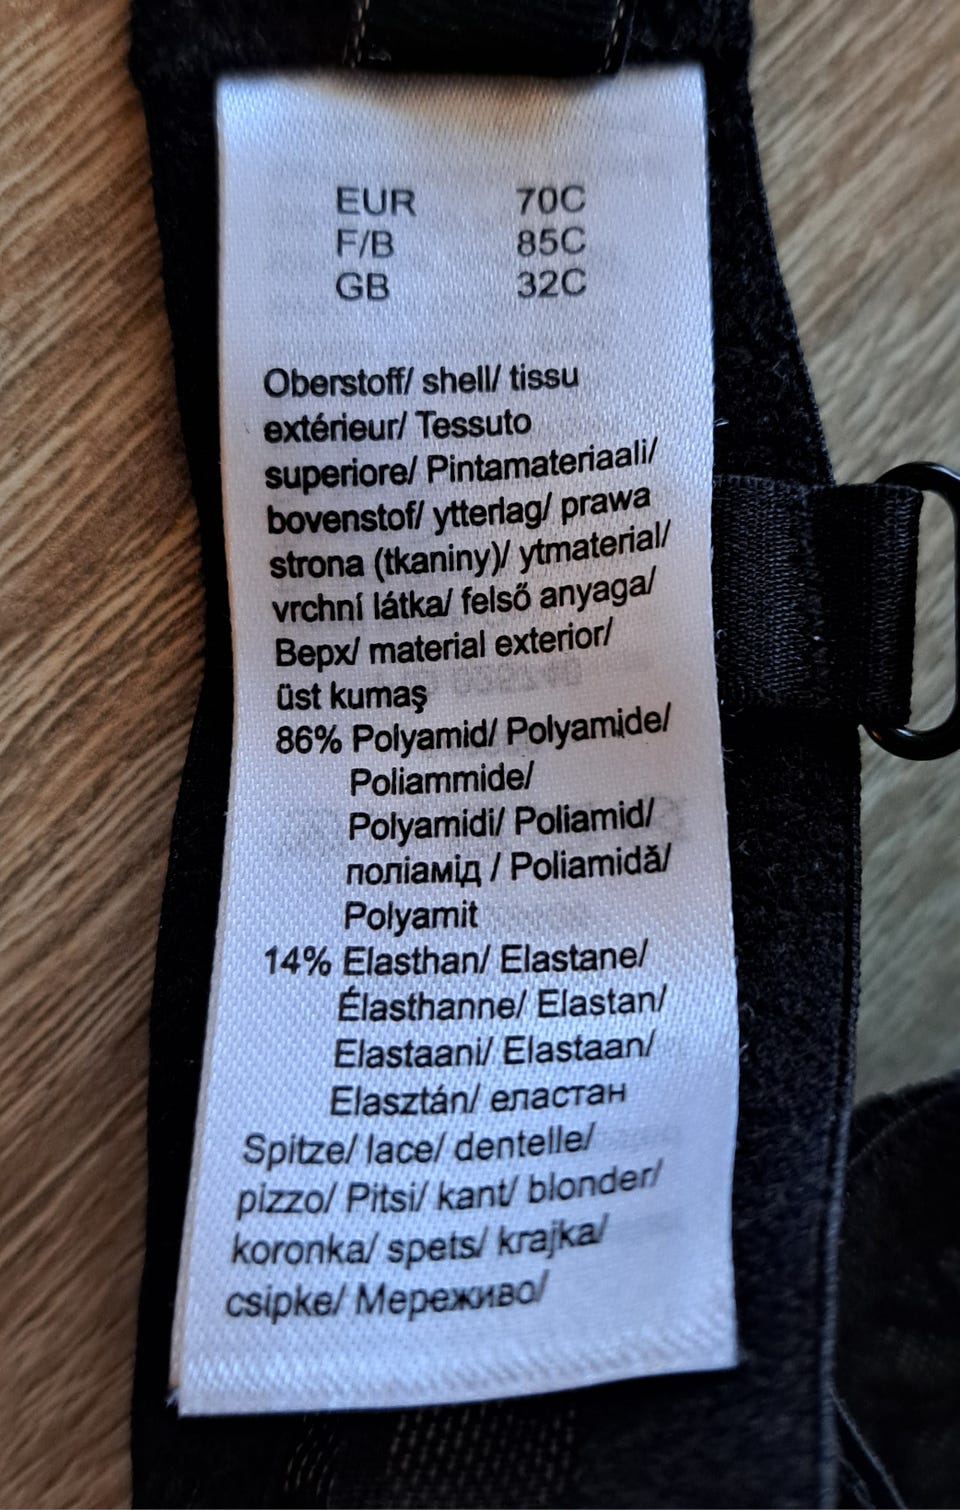 EUR 70C
F/B 85C
GB 32C
Oberstoff/ shell/ tissu
extérieur/ Tessuto
superiore/ Pintamateriaali/
bovenstof/ ytterlag/ prawa
strona (tkaniny)/ ytmaterial/
vrchní látka/ felső anyaga/
Верх/ material exterior/
üst kumaş
86% Polyamid/ Polyamide/
Poliammide/
Polyamidi/ Poliamid/
поліамід / Poliamidă/
Polyamit
14% Elasthan/ Elastane/
Élasthanne/ Elastan/
Elastaani/ Elastaan/
Elasztán/ еластан
Spitze/ lace/ dentelle/
pizzo/ Pitsi/ kant/ blonder/
koronka/ spets/ krajka/
csipke/ Мереживо/